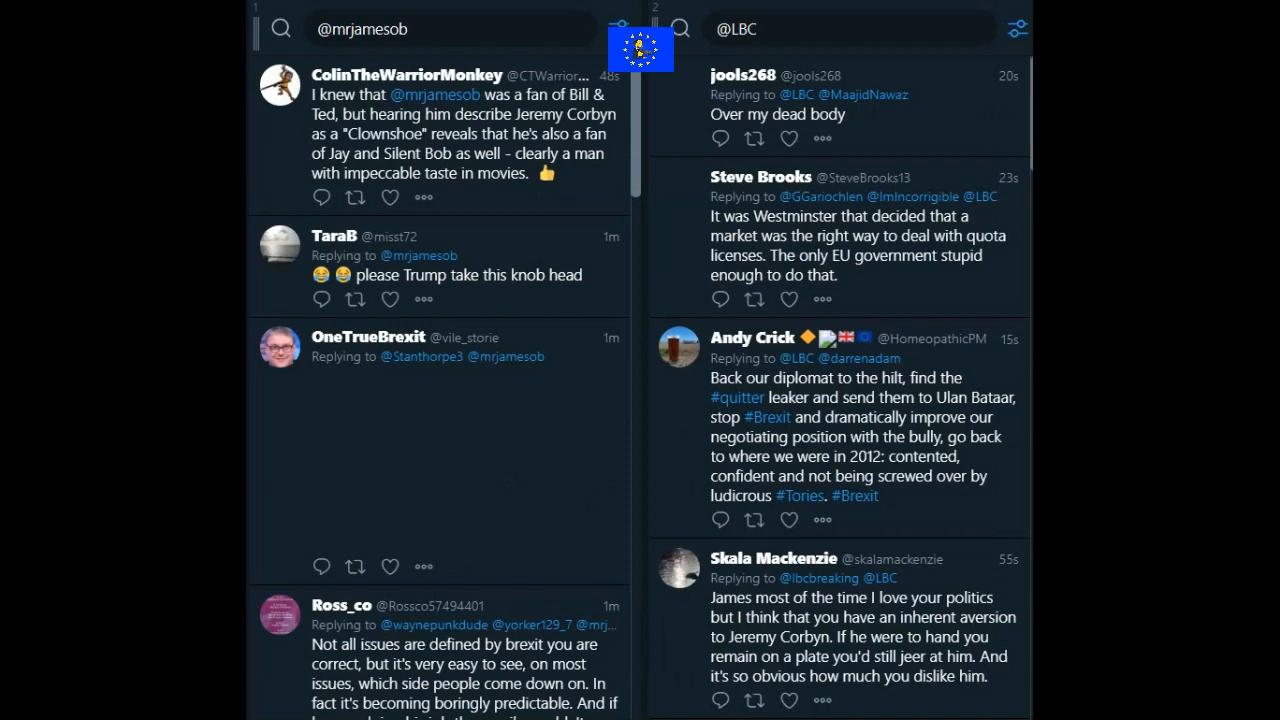 1
@mrjamesob
ColinTheWarriorMonkey @CTWarrior... 48s
I knew that @mrjamesob was a fan of Bill &
Ted, but hearing him describe Jeremy Corbyn
as a "Clownshoe" reveals that he's also a fan
of Jay and Silent Bob as well - clearly a man
with impeccable taste in movies. 👍
TaraB @misst72 1m
Replying to @mrjamesob
😂 😂 please Trump take this knob head
OneTrueBrexit @vile_storie 1m
Replying to @Stanthorpe3 @mrjamesob
Ross_co @Rossco57494401 1m
Replying to @waynepunkdude @yorker129_7 @mrj...
Not all issues are defined by brexit you are
correct, but it's very easy to see, on most
issues, which side people come down on. In
fact it's becoming boringly predictable. And if
2
@LBC
jools268 @jools268 20s
Replying to @LBC @MaajidNawaz
Over my dead body
Steve Brooks @SteveBrooks13 23s
Replying to @GGariochlen @ImIncorrigible @LBC
It was Westminster that decided that a
market was the right way to deal with quota
licenses. The only EU government stupid
enough to do that.
Andy Crick 🔶 🇬🇧 🇪🇺 @HomeopathicPM 15s
Replying to @LBC @darrenadam
Back our diplomat to the hilt, find the
#quitter leaker and send them to Ulan Bataar,
stop #Brexit and dramatically improve our
negotiating position with the bully, go back
to where we were in 2012: contented,
confident and not being screwed over by
ludicrous #Tories. #Brexit
Skala Mackenzie @skalamackenzie 55s
Replying to @lbcbreaking @LBC
James most of the time I love your politics
but I think that you have an inherent aversion
to Jeremy Corbyn. If he were to hand you
remain on a plate you'd still jeer at him. And
it's so obvious how much you dislike him.